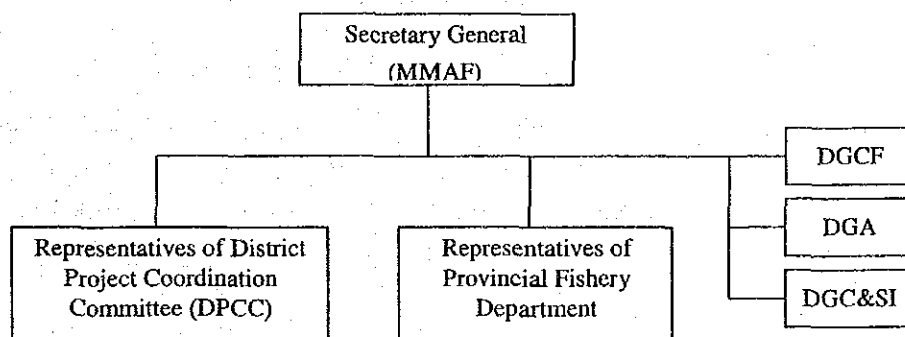 Secretary General
(MMAF)
DGCF
DGA
DGC&SI
Representatives of District
Project Coordination
Committee (DPCC)
Representatives of
Provincial Fishery
Department